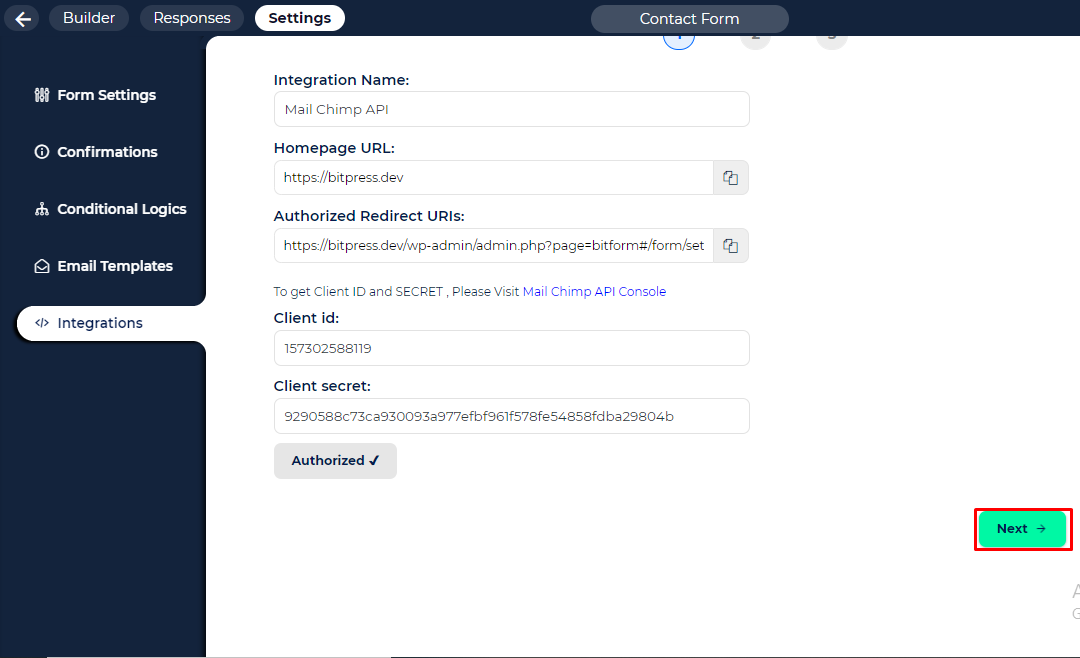 Builder
Responses
Settings
Contact Form
Form Settings
Confirmations
Conditional Logics
Email Templates
Integrations
Integration Name:
Mail Chimp API
Homepage URL:
https://bitpress.dev
Authorized Redirect URIs:
https://bitpress.dev/wp-admin/admin.php?page=bitform#/form/set
To get Client ID and SECRET , Please Visit Mail Chimp API Console
Client id:
157302588119
Client secret:
9290588c73ca930093a977efbf961f578fe54858fdba29804b
Authorized ✔
Next →